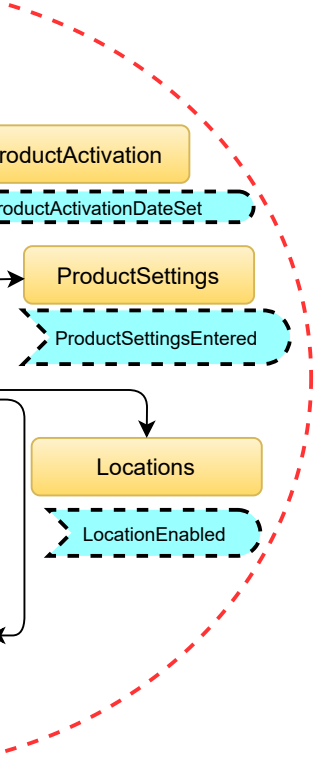 roductActivation
roductActivationDateSet
ProductSettings
ProductSettingsEntered
Locations
LocationEnabled